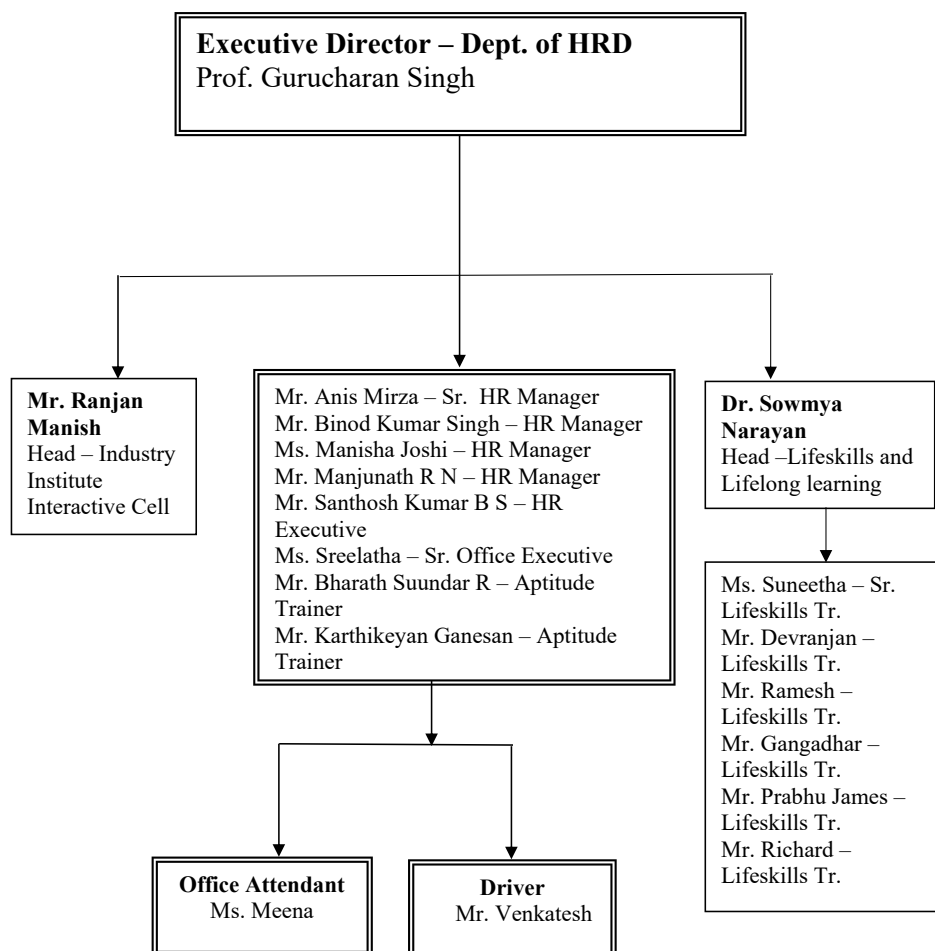 Executive Director – Dept. of HRD
Prof. Gurucharan Singh
Mr. Ranjan
Manish
Head – Industry
Institute
Interactive Cell
Mr. Anis Mirza – Sr. HR Manager
Mr. Binod Kumar Singh – HR Manager
Ms. Manisha Joshi – HR Manager
Mr. Manjunath R N – HR Manager
Mr. Santhosh Kumar B S – HR
Executive
Ms. Sreelatha – Sr. Office Executive
Mr. Bharath Suundar R – Aptitude
Trainer
Mr. Karthikeyan Ganesan – Aptitude
Trainer
Dr. Sowmya
Narayan
Head –Lifeskills and
Lifelong learning
Ms. Suneetha – Sr.
Lifeskills Tr.
Mr. Devranjan –
Lifeskills Tr.
Mr. Ramesh –
Lifeskills Tr.
Mr. Gangadhar –
Lifeskills Tr.
Mr. Prabhu James –
Lifeskills Tr.
Mr. Richard –
Lifeskills Tr.
Office Attendant
Ms. Meena
Driver
Mr. Venkatesh